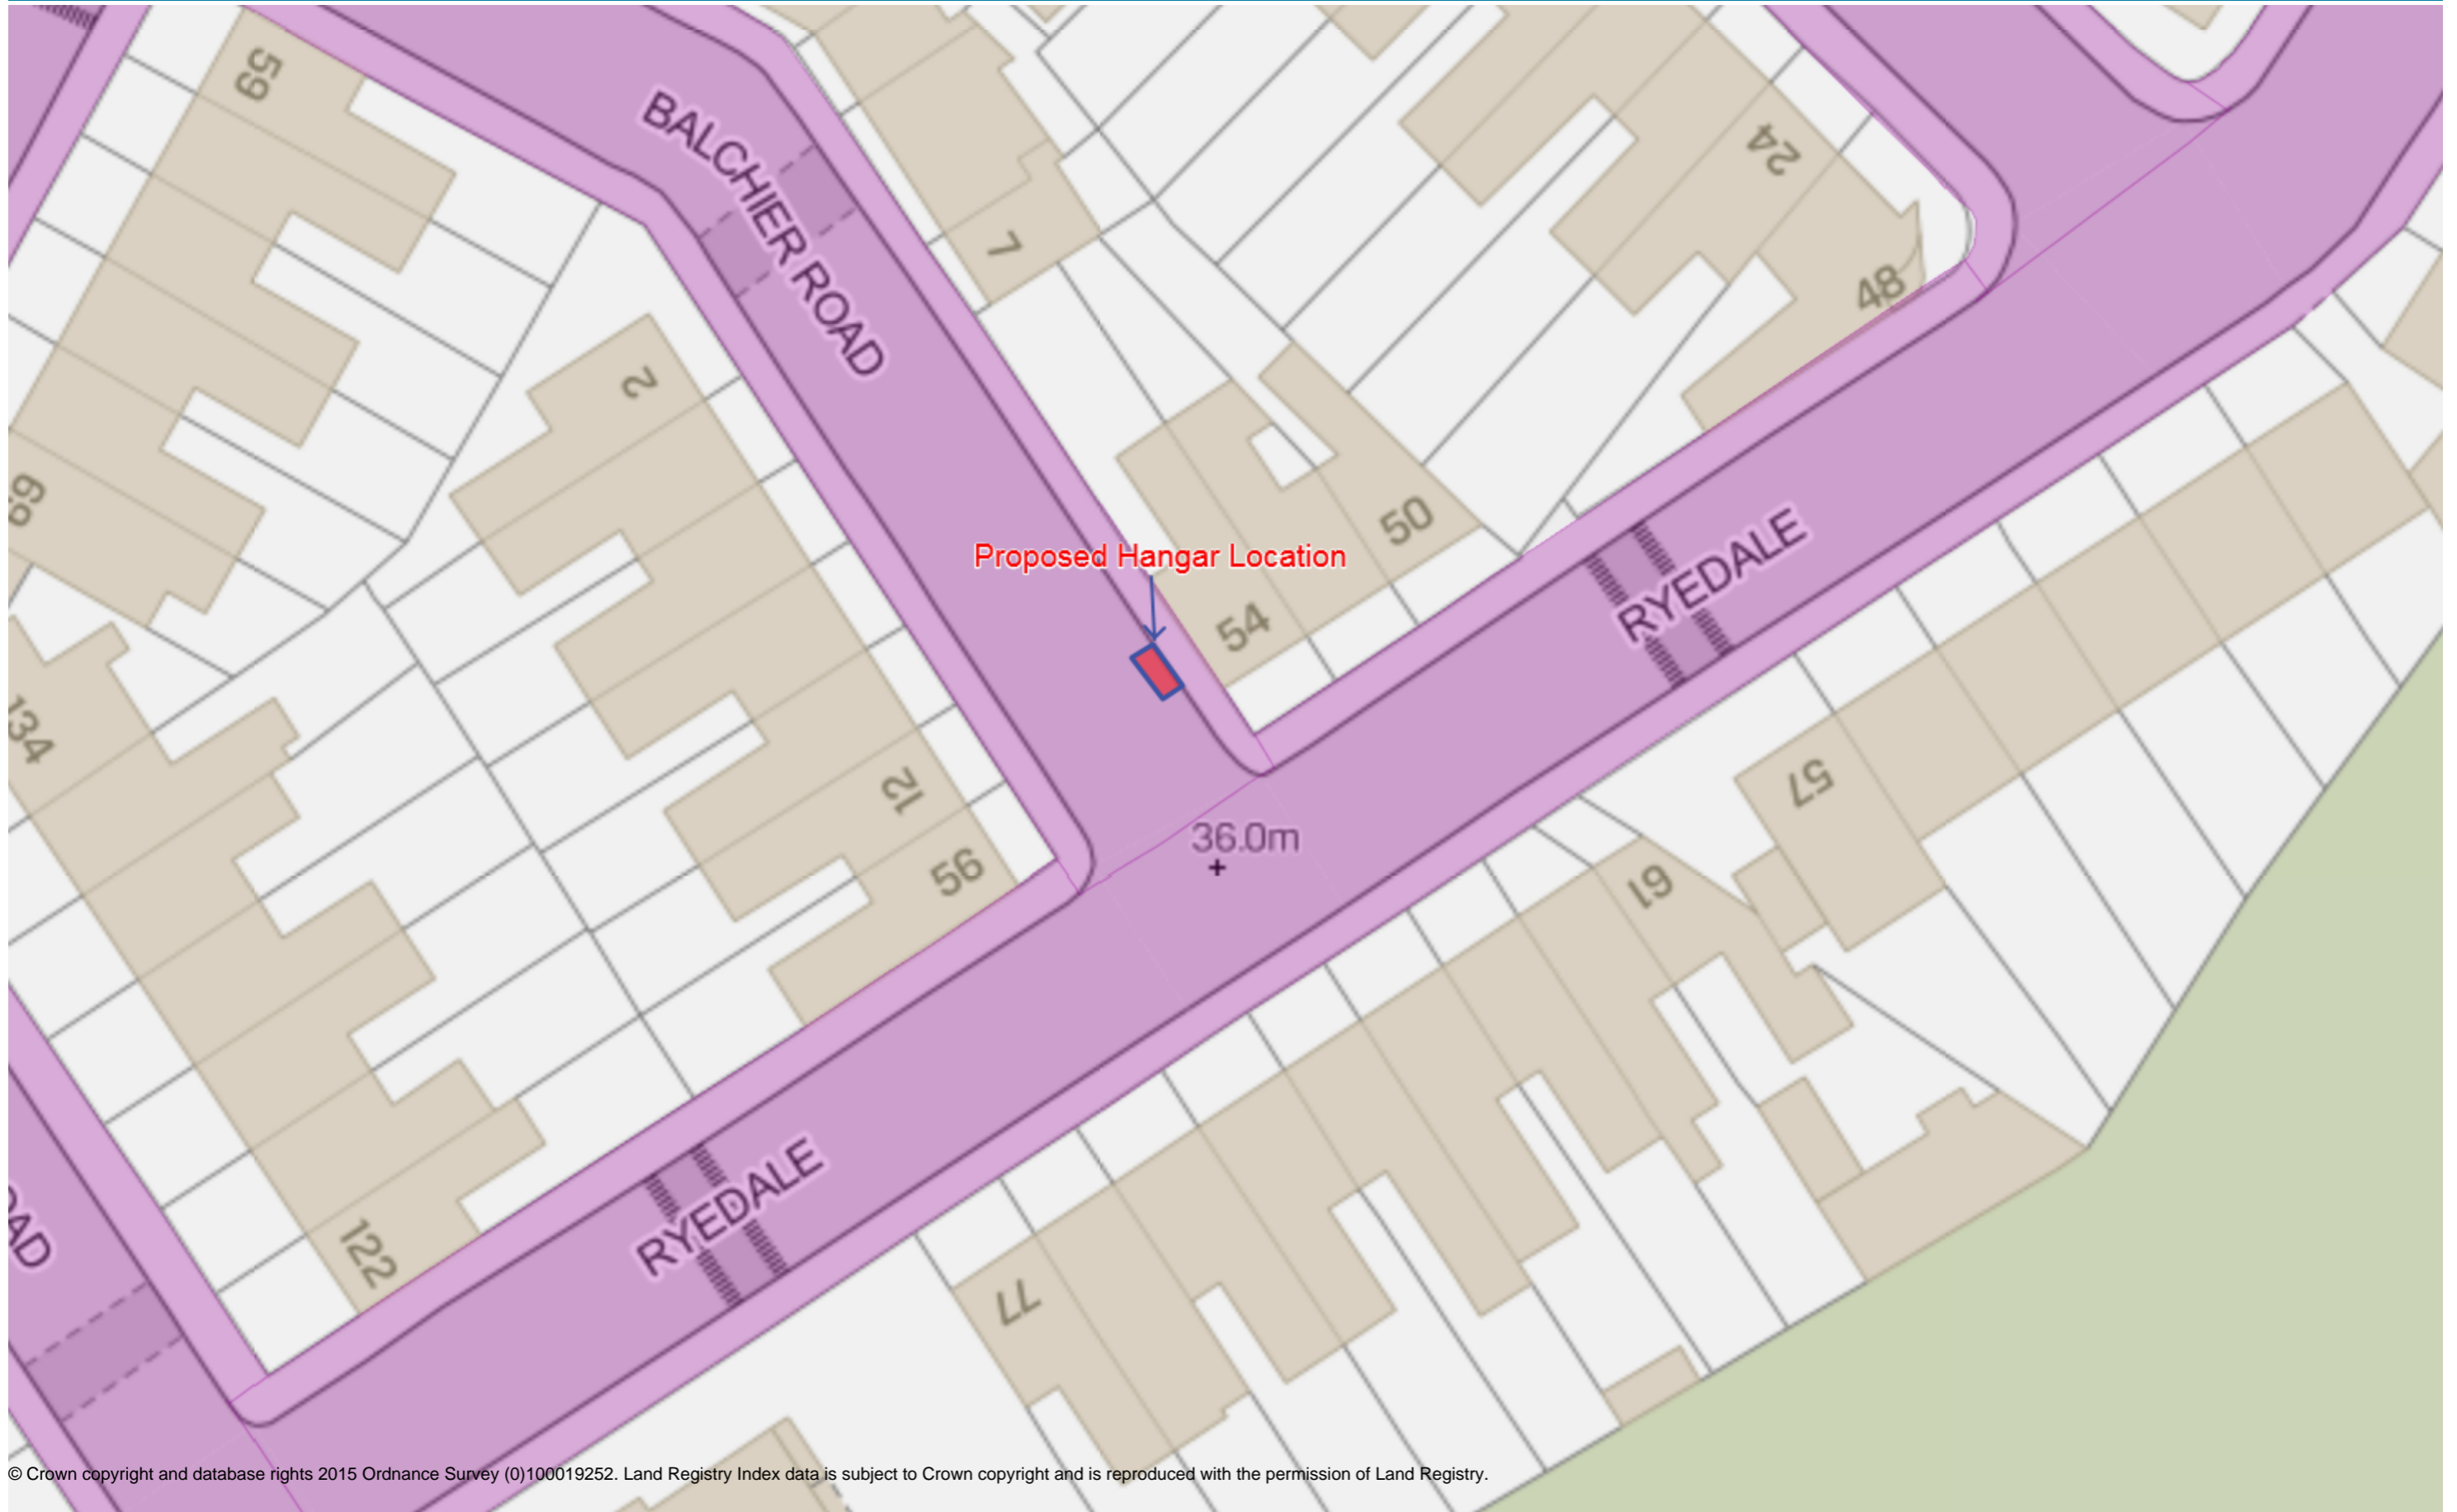 59
BALCHIER ROAD
24
7
48
2
69
50
Proposed Hangar Location
RYEDALE
54
134
57
12
36.0m
56
61
RYEDALE
122
77
© Crown copyright and database rights 2015 Ordnance Survey (0)100019252. Land Registry Index data is subject to Crown copyright and is reproduced with the permission of Land Registry.